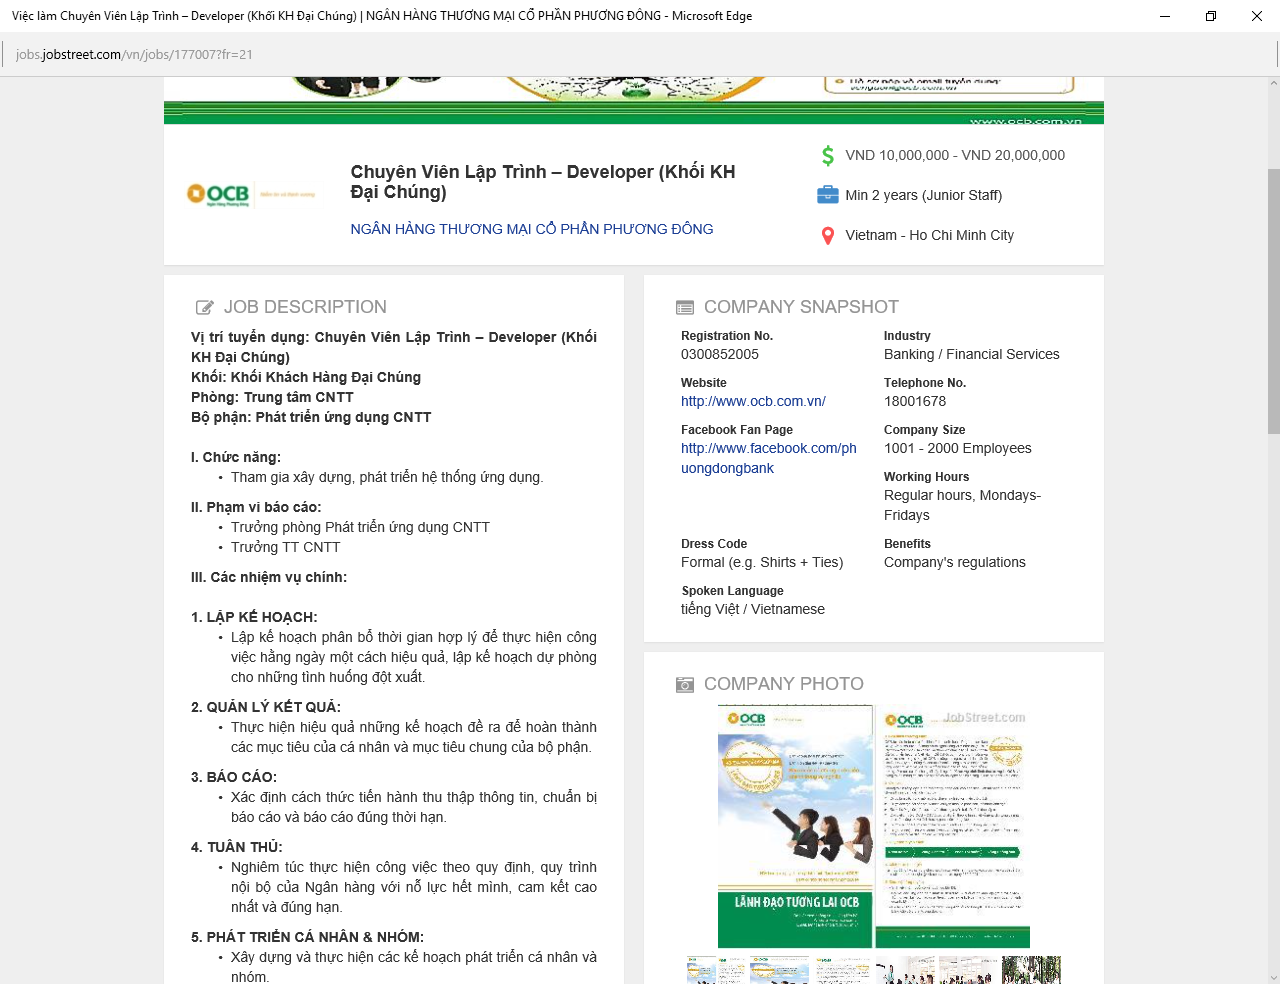 Việc làm Chuyên Viên Lập Trình – Developer (Khối KH Đại Chúng) | NGÂN HÀNG THƯƠNG MẠI CỔ PHẦN PHƯƠNG ĐÔNG - Microsoft Edge
jobs.jobstreet.com/vn/jobs/177007?fr=21
www.ocb.com.vn
OCB
Chuyên Viên Lập Trình – Developer (Khối KH
Đại Chúng)
NGÂN HÀNG THƯƠNG MẠI CỔ PHẦN PHƯƠNG ĐÔNG
VND 10,000,000 - VND 20,000,000
Min 2 years (Junior Staff)
Vietnam - Ho Chi Minh City
JOB DESCRIPTION
Vị trí tuyển dụng: Chuyên Viên Lập Trình – Developer (Khối
KH Đại Chúng)
Khối: Khối Khách Hàng Đại Chúng
Phòng: Trung tâm CNTT
Bộ phận: Phát triển ứng dụng CNTT
I. Chức năng:
• Tham gia xây dựng, phát triển hệ thống ứng dụng.
II. Phạm vi báo cáo:
• Trưởng phòng Phát triển ứng dụng CNTT
• Trưởng TT CNTT
III. Các nhiệm vụ chính:
1. LẬP KẾ HOẠCH:
• Lập kế hoạch phân bổ thời gian hợp lý để thực hiện công
việc hằng ngày một cách hiệu quả, lập kế hoạch dự phòng
cho những tình huống đột xuất.
2. QUẢN LÝ KẾT QUẢ:
• Thực hiện hiệu quả những kế hoạch đề ra để hoàn thành
các mục tiêu của cá nhân và mục tiêu chung của bộ phận.
3. BÁO CÁO:
• Xác định cách thức tiến hành thu thập thông tin, chuẩn bị
báo cáo và báo cáo đúng thời hạn.
4. TUÂN THỦ:
• Nghiêm túc thực hiện công việc theo quy định, quy trình
nội bộ của Ngân hàng với nỗ lực hết mình, cam kết cao
nhất và đúng hạn.
5. PHÁT TRIỂN CÁ NHÂN & NHÓM:
• Xây dựng và thực hiện các kế hoạch phát triển cá nhân và
nhóm.
COMPANY SNAPSHOT
Registration No.
0300852005
Industry
Banking / Financial Services
Website
http://www.ocb.com.vn/
Telephone No.
18001678
Facebook Fan Page
http://www.facebook.com/ph
uongdongbank
Company Size
1001 - 2000 Employees
Working Hours
Regular hours, Mondays-
Fridays
Dress Code
Formal (e.g. Shirts + Ties)
Benefits
Company's regulations
Spoken Language
tiếng Việt / Vietnamese
COMPANY PHOTO
OCB
OCB
JobStreet.com
LÃNH ĐẠO TƯƠNG LAI OCB